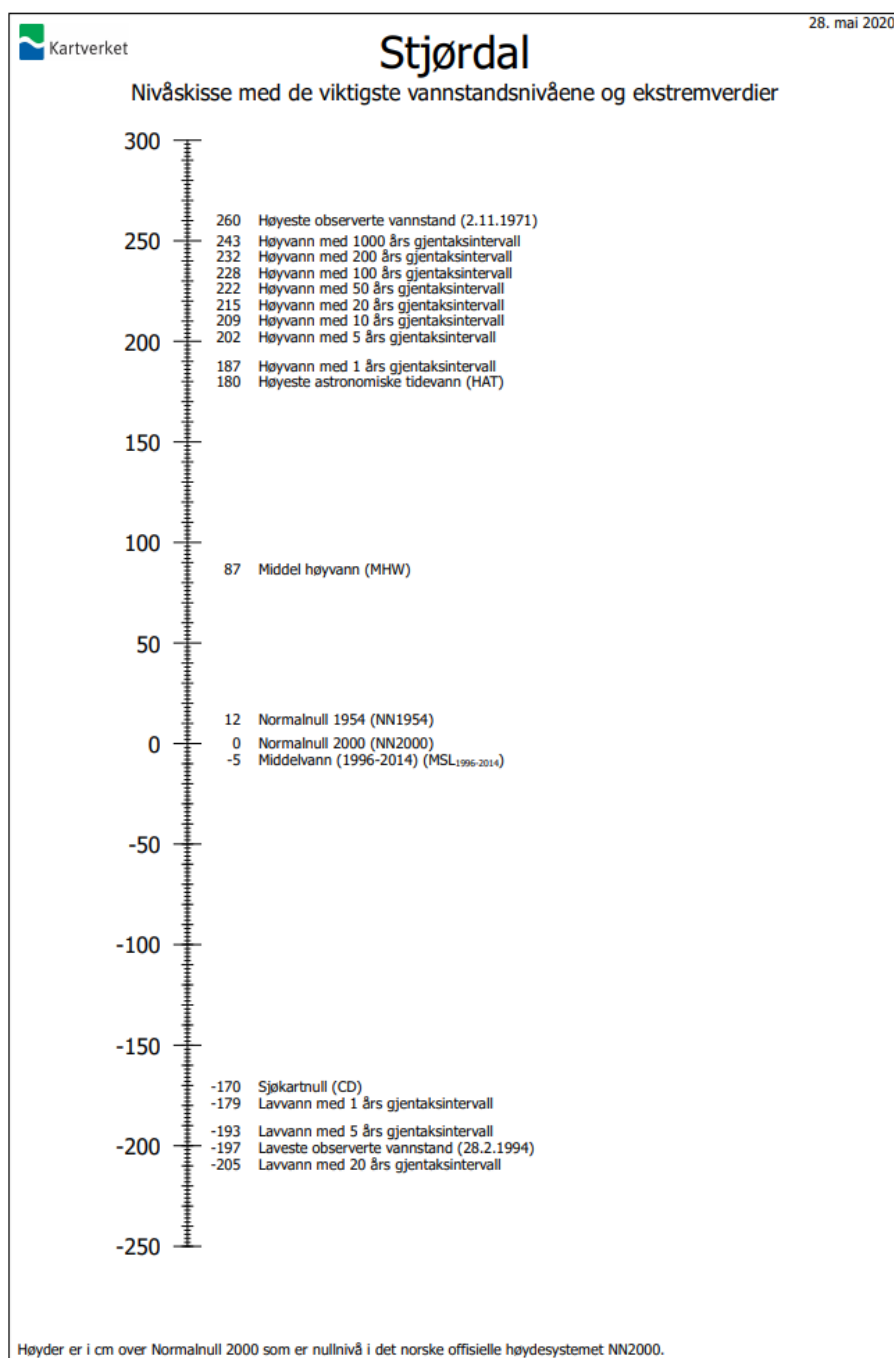 28. mai 2020
Kartverket
Stjørdal
Nivåskisse med de viktigste vannstandsnivåene og ekstremverdier
300
260 Høyeste observerte vannstand (2.11.1971)
250
243 Høyvann med 1000 års gjentaksintervall
232 Høyvann med 200 års gjentaksintervall
228 Høyvann med 100 års gjentaksintervall
222 Høyvann med 50 års gjentaksintervall
215 Høyvann med 20 års gjentaksintervall
209 Høyvann med 10 års gjentaksintervall
200
202 Høyvann med 5 års gjentaksintervall
187 Høyvann med 1 års gjentaksintervall
180 Høyeste astronomiske tidevann (HAT)
150
100
87 Middel høyvann (MHW)
50
12 Normalnull 1954 (NN1954)
0
0 Normalnull 2000 (NN2000)
-5 Middelvann (1996-2014) (MSL1996-2014)
-50
-100
-150
-170 Sjøkartnull (CD)
-179 Lavvann med 1 års gjentaksintervall
-193 Lavvann med 5 års gjentaksintervall
-200
-197 Laveste observerte vannstand (28.2.1994)
-205 Lavvann med 20 års gjentaksintervall
-250
Høyder er i cm over Normalnull 2000 som er nullnivå i det norske offisielle høydesystemet NN2000.